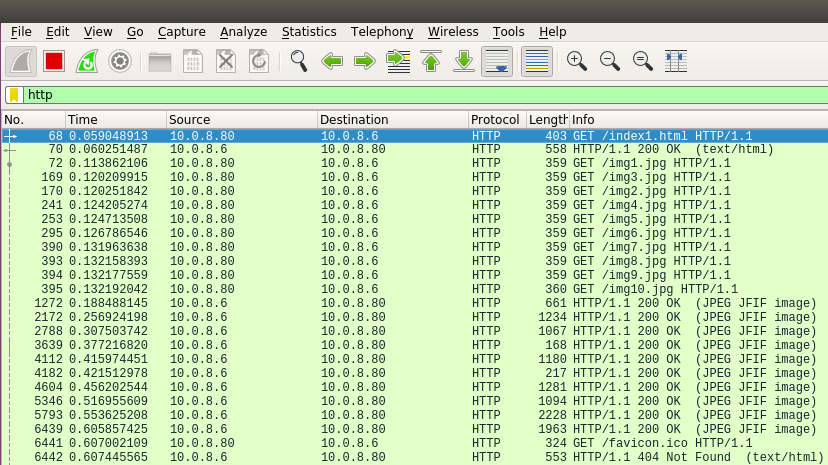 File Edit View Go Capture Analyze Statistics Telephony Wireless Tools Help
http
No. Time Source Destination Protocol Length Info
68 0.059048913 10.0.8.80 10.0.8.6 HTTP 403 GET /index1.html HTTP/1.1
70 0.060251487 10.0.8.6 10.0.8.80 HTTP 558 HTTP/1.1 200 OK (text/html)
72 0.113862106 10.0.8.80 10.0.8.6 HTTP 359 GET /img1.jpg HTTP/1.1
169 0.120209915 10.0.8.80 10.0.8.6 HTTP 359 GET /img3.jpg HTTP/1.1
170 0.120251842 10.0.8.80 10.0.8.6 HTTP 359 GET /img2.jpg HTTP/1.1
241 0.124205274 10.0.8.80 10.0.8.6 HTTP 359 GET /img4.jpg HTTP/1.1
253 0.124713508 10.0.8.80 10.0.8.6 HTTP 359 GET /img5.jpg HTTP/1.1
295 0.126786546 10.0.8.80 10.0.8.6 HTTP 359 GET /img6.jpg HTTP/1.1
390 0.131963638 10.0.8.80 10.0.8.6 HTTP 359 GET /img7.jpg HTTP/1.1
393 0.132158393 10.0.8.80 10.0.8.6 HTTP 359 GET /img8.jpg HTTP/1.1
394 0.132177559 10.0.8.80 10.0.8.6 HTTP 359 GET /img9.jpg HTTP/1.1
395 0.132192042 10.0.8.80 10.0.8.6 HTTP 360 GET /img10.jpg HTTP/1.1
1272 0.188488145 10.0.8.6 10.0.8.80 HTTP 661 HTTP/1.1 200 OK (JPEG JFIF image)
2172 0.256924198 10.0.8.6 10.0.8.80 HTTP 1234 HTTP/1.1 200 OK (JPEG JFIF image)
2788 0.307503742 10.0.8.6 10.0.8.80 HTTP 1067 HTTP/1.1 200 OK (JPEG JFIF image)
3639 0.377216820 10.0.8.6 10.0.8.80 HTTP 168 HTTP/1.1 200 OK (JPEG JFIF image)
4112 0.415974451 10.0.8.6 10.0.8.80 HTTP 1180 HTTP/1.1 200 OK (JPEG JFIF image)
4182 0.421512978 10.0.8.6 10.0.8.80 HTTP 217 HTTP/1.1 200 OK (JPEG JFIF image)
4604 0.456202544 10.0.8.6 10.0.8.80 HTTP 1281 HTTP/1.1 200 OK (JPEG JFIF image)
5346 0.516955609 10.0.8.6 10.0.8.80 HTTP 1094 HTTP/1.1 200 OK (JPEG JFIF image)
5793 0.553625208 10.0.8.6 10.0.8.80 HTTP 2228 HTTP/1.1 200 OK (JPEG JFIF image)
6439 0.605857425 10.0.8.6 10.0.8.80 HTTP 1963 HTTP/1.1 200 OK (JPEG JFIF image)
6441 0.607002109 10.0.8.80 10.0.8.6 HTTP 324 GET /favicon.ico HTTP/1.1
6442 0.607445565 10.0.8.6 10.0.8.80 HTTP 553 HTTP/1.1 404 Not Found (text/html)